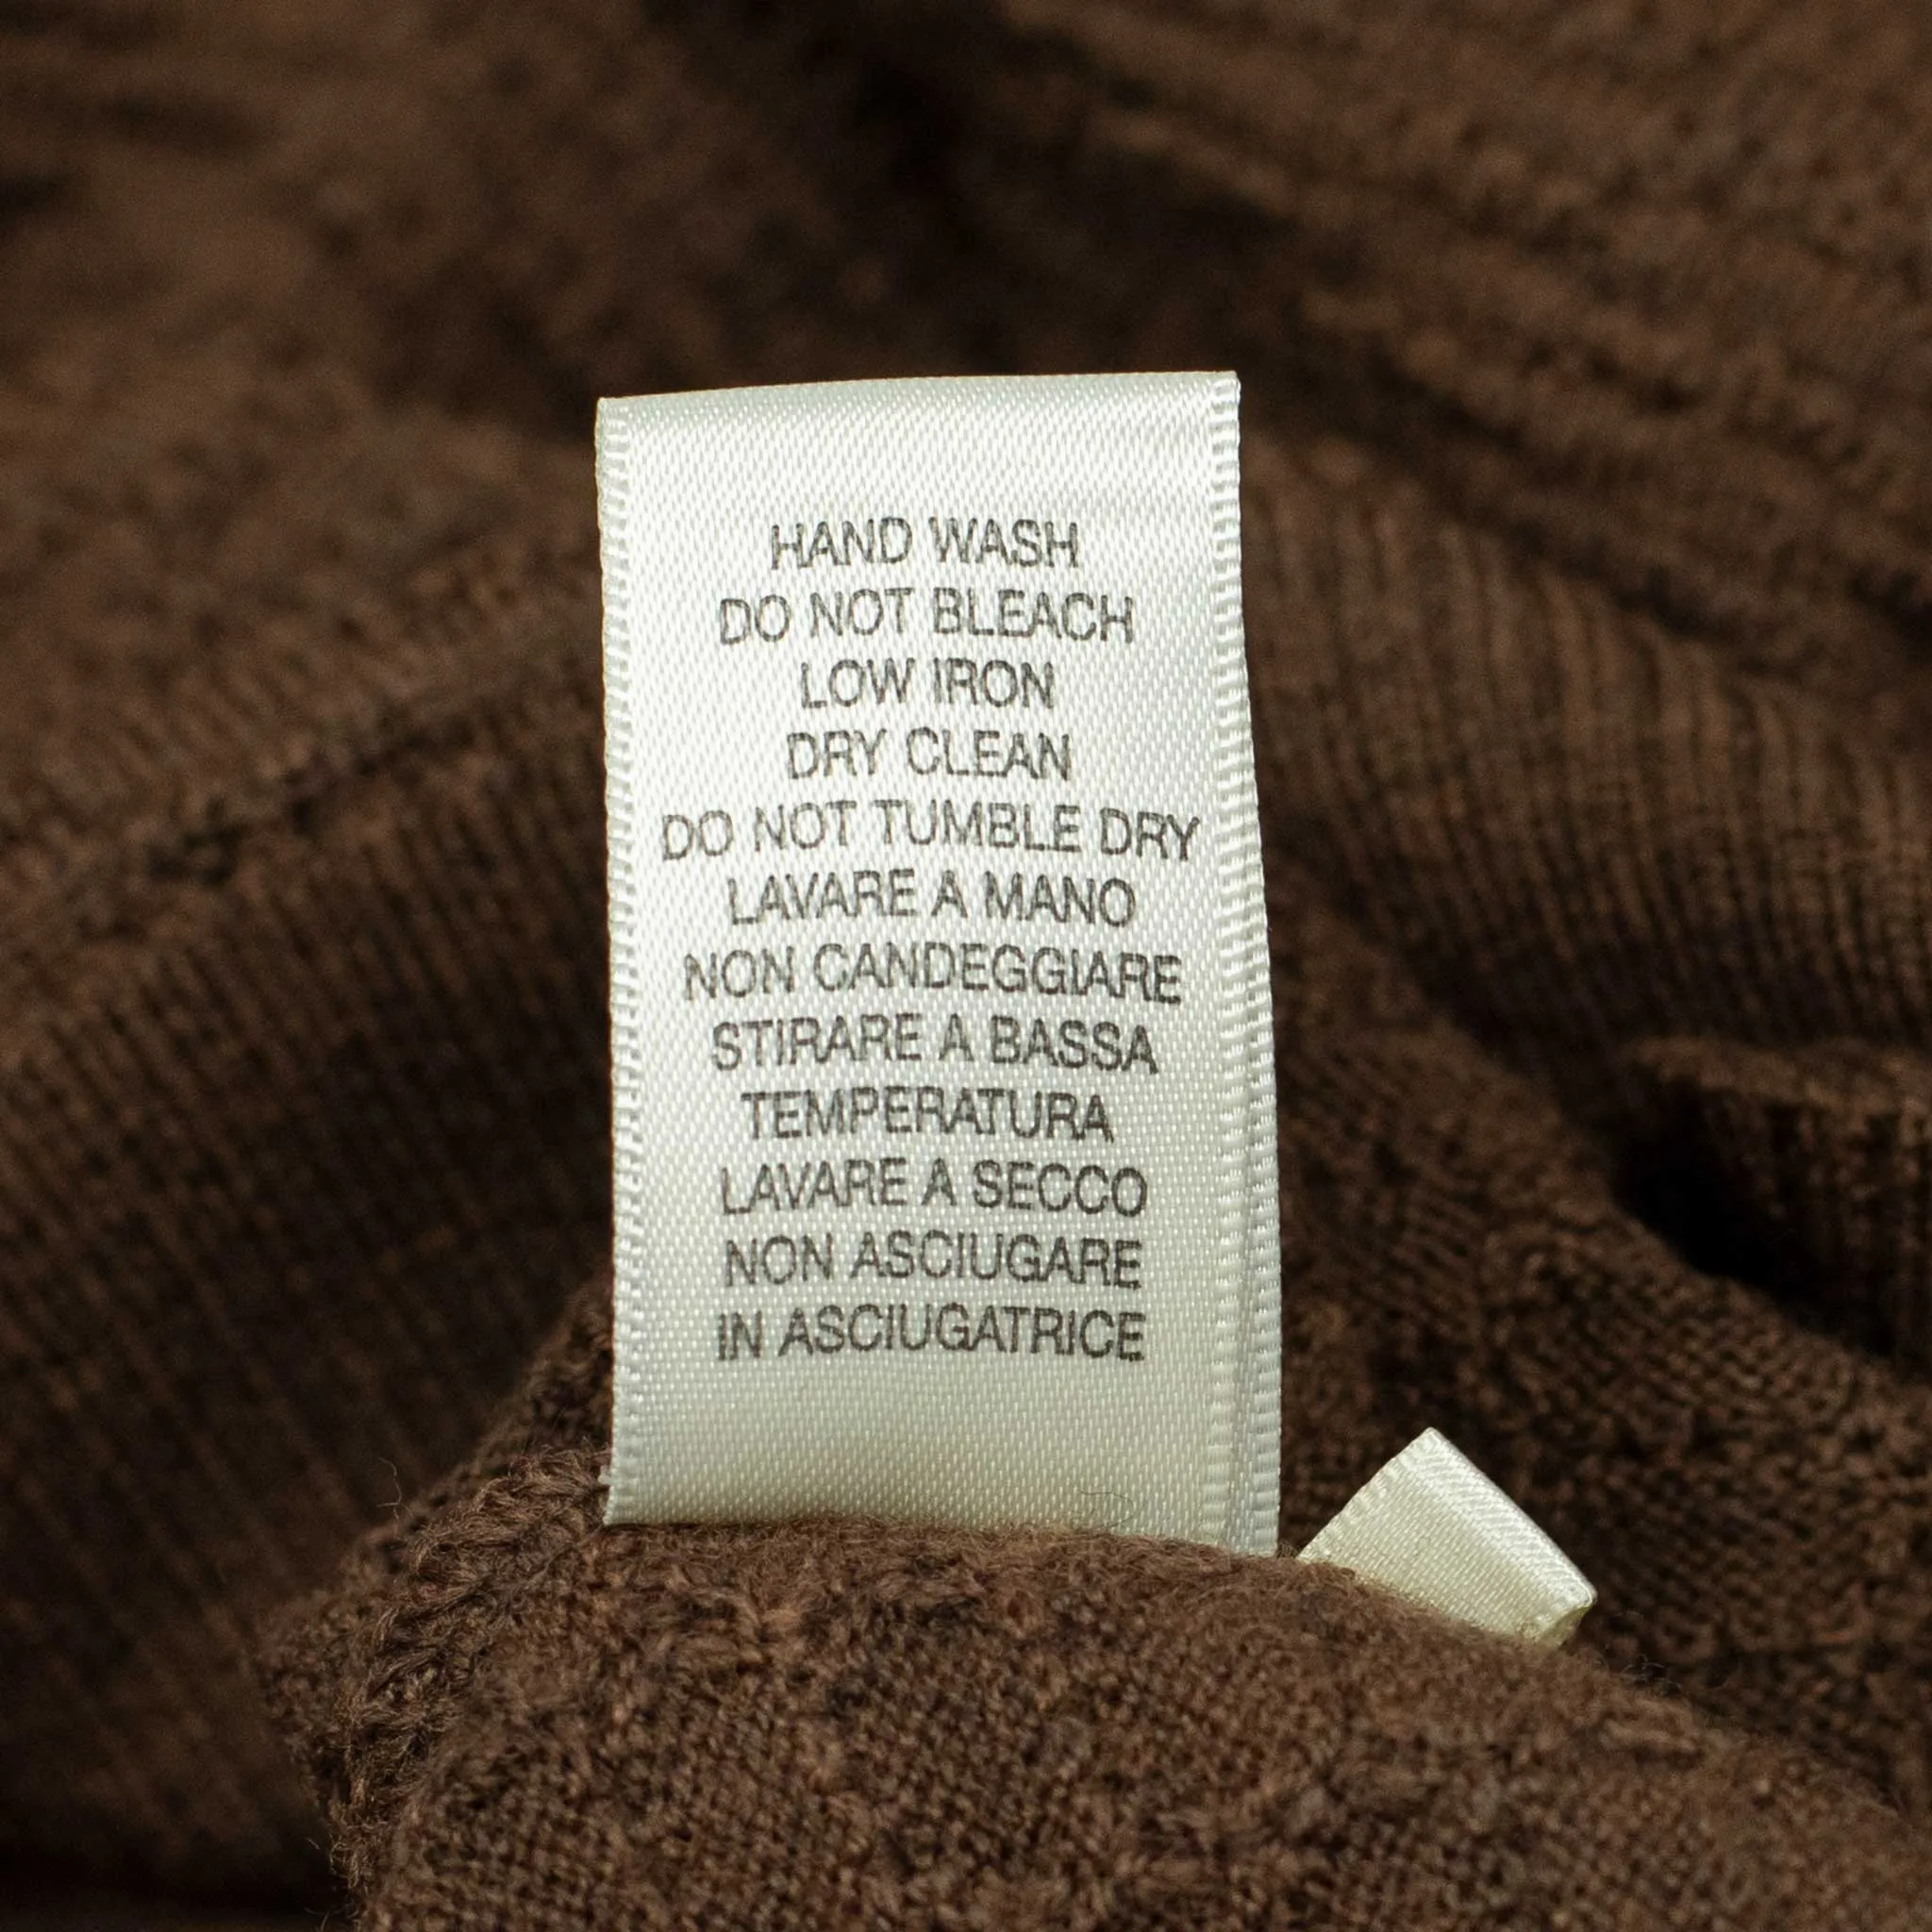 HAND WASH
DO NOT BLEACH
LOW IRON
DRY CLEAN
DO NOT TUMBLE DRY
LAVARE A MANO
NON CANDEGGIARE
STIRARE A BASSA
TEMPERATURA
LAVARE A SECCO
NON ASCIUGARE
IN ASCIUGATRICE